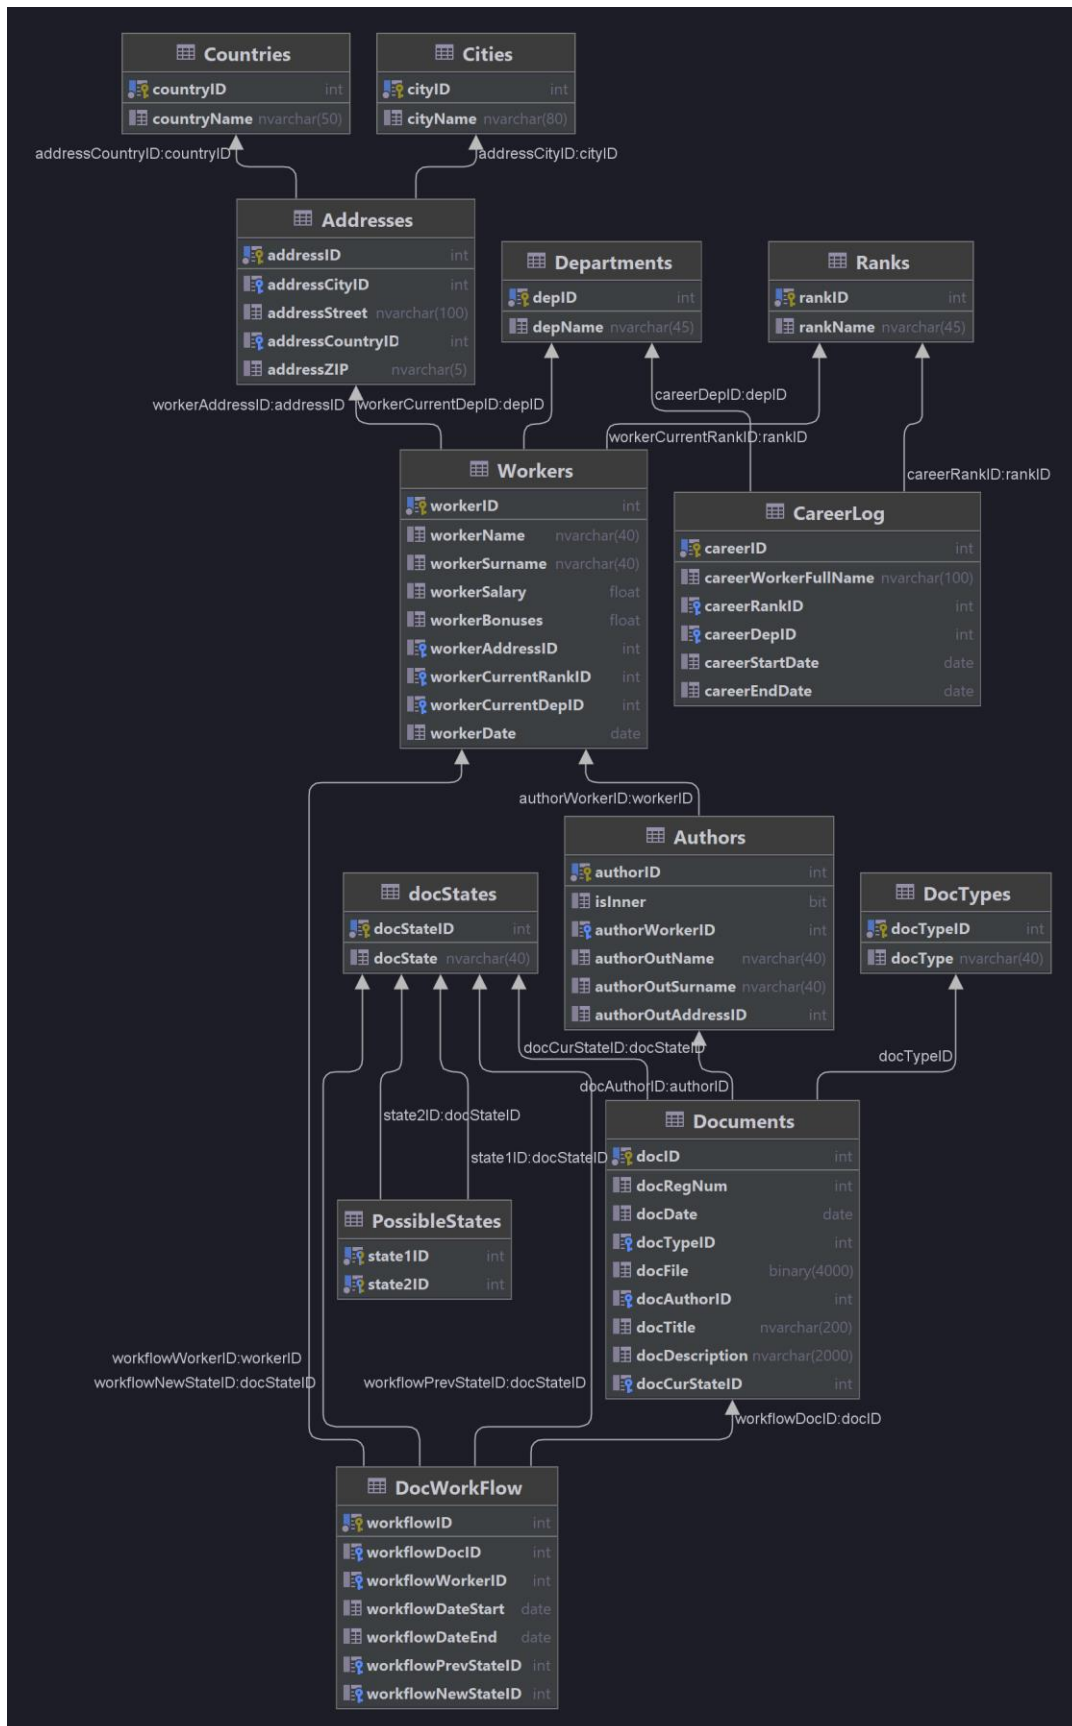 Countries
countryID int
countryName nvarchar(50)
Cities
cityID int
cityName nvarchar(80)
addressCountryID:countryID
addressCityID:cityID
Addresses
addressID int
addressCityID int
addressStreet nvarchar(100)
addressCountryID int
addressZIP nvarchar(5)
Departments
depID int
depName nvarchar(45)
Ranks
rankID int
rankName nvarchar(45)
workerAddressID:addressID
workerCurrentDepID:depID
careerDepID:depID
workerCurrentRankID:rankID
careerRankID:rankID
Workers
workerID int
workerName nvarchar(40)
workerSurname nvarchar(40)
workerSalary float
workerBonuses float
workerAddressID int
workerCurrentRankID int
workerCurrentDepID int
workerDate date
CareerLog
careerID int
careerWorkerFullName nvarchar(100)
careerRankID int
careerDepID int
careerStartDate date
careerEndDate date
authorWorkerID:workerID
Authors
authorID int
isInner bit
authorWorkerID int
authorOutName nvarchar(40)
authorOutSurname nvarchar(40)
authorOutAddressID int
docStates
docStateID int
docState nvarchar(40)
DocTypes
docTypeID int
docType nvarchar(40)
docCurStateID:docStateID
docTypeID
docAuthorID:authorID
state2ID:docStateID
state1ID:docStateID
Documents
docID int
docRegNum int
docDate date
docTypeID int
docFile binary(4000)
docAuthorID int
docTitle nvarchar(200)
docDescription nvarchar(2000)
docCurStateID int
PossibleStates
state1ID int
state2ID int
workflowWorkerID:workerID
workflowNewStateID:docStateID
workflowPrevStateID:docStateID
workflowDocID:docID
DocWorkFlow
workflowID int
workflowDocID int
workflowWorkerID int
workflowDateStart date
workflowDateEnd date
workflowPrevStateID int
workflowNewStateID int